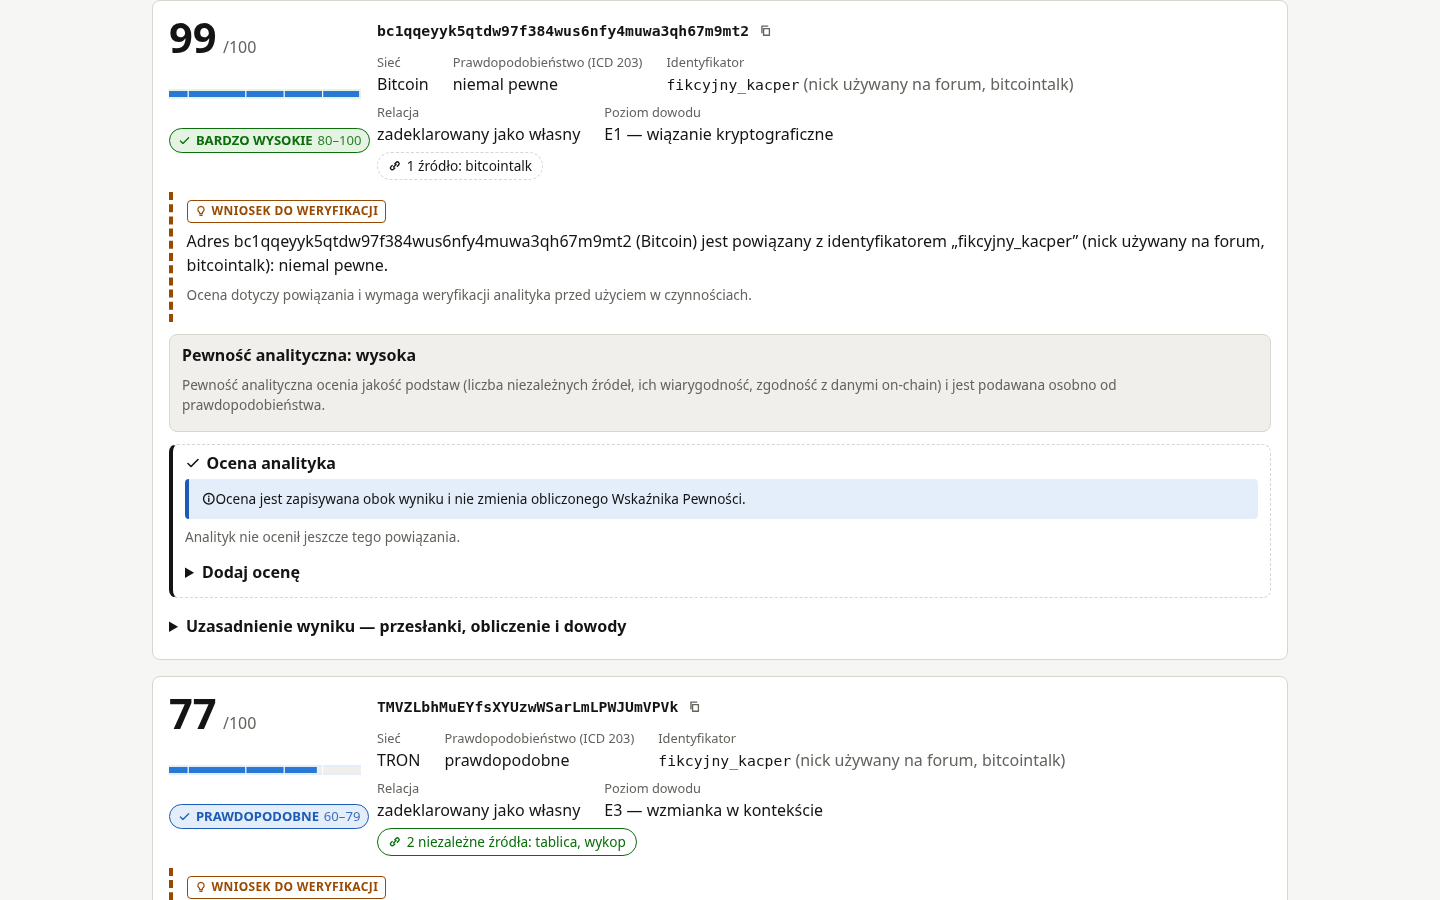 99 /100
bc1qqeyyk5qtdw97f384wus6nfy4muwa3qh67m9mt2
Sieć Prawdopodobieństwo (ICD 203) Identyfikator
Bitcoin niemal pewne fikcyjny_kacper (nick używany na forum, bitcointalk)
Relacja Poziom dowodu
BARDZO WYSOKIE 80–100 zadeklarowany jako własny E1 — wiązanie kryptograficzne
1 źródło: bitcointalk
WNIOSEK DO WERYFIKACJI
Adres bc1qqeyyk5qtdw97f384wus6nfy4muwa3qh67m9mt2 (Bitcoin) jest powiązany z identyfikatorem „fikcyjny_kacper” (nick używany na forum,
bitcointalk): niemal pewne.
Ocena dotyczy powiązania i wymaga weryfikacji analityka przed użyciem w czynnościach.
Pewność analityczna: wysoka
Pewność analityczna ocenia jakość podstaw (liczba niezależnych źródeł, ich wiarygodność, zgodność z danymi on-chain) i jest podawana osobno od
prawdopodobieństwa.
Ocena analityka
Ocena jest zapisywana obok wyniku i nie zmienia obliczonego Wskaźnika Pewności.
Analityk nie ocenił jeszcze tego powiązania.
Dodaj ocenę
Uzasadnienie wyniku — przesłanki, obliczenie i dowody
77 /100
TMVZLbhMuEYfsXYUzwWSarLmLPWJUmVPVk
Sieć Prawdopodobieństwo (ICD 203) Identyfikator
TRON prawdopodobne fikcyjny_kacper (nick używany na forum, bitcointalk)
Relacja Poziom dowodu
PRAWDOPODOBNE 60–79 zadeklarowany jako własny E3 — wzmianka w kontekście
2 niezależne źródła: tablica, wykop
WNIOSEK DO WERYFIKACJI